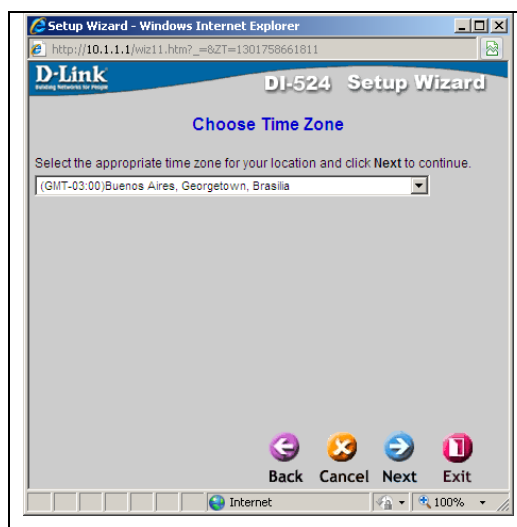 Setup Wizard - Windows Internet Explorer
http://10.1.1.1/wiz11.htm?_=&ZT=1301758661811
D-Link
Building Networks for People
DI-524 Setup Wizard
Choose Time Zone
Select the appropriate time zone for your location and click Next to continue.
(GMT-03:00)Buenos Aires, Georgetown, Brasilia
Back Cancel Next Exit
Internet 100%